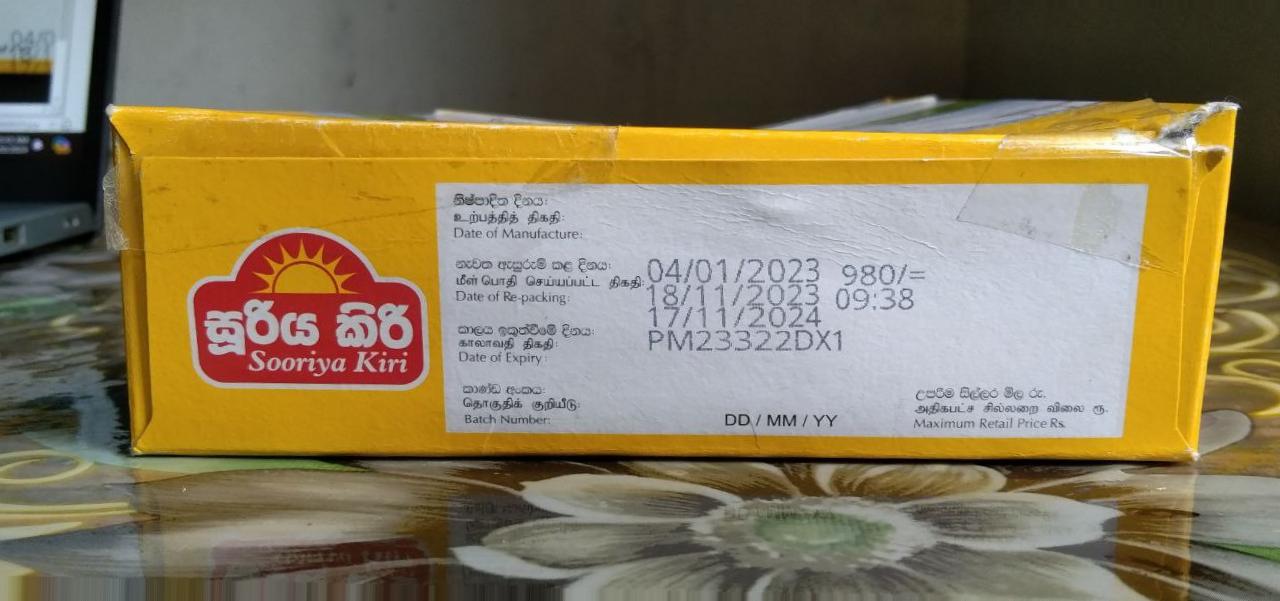 සූරිය කිරි
Sooriya Kiri
නිෂ්පාදිත දිනය:
உற்பத்தித் திகதி:
Date of Manufacture:
නැවත ඇසුරුම් කළ දිනය:
மீள் பொதி செய்யப்பட்ட திகதி:
Date of Re-packing:
කාලය ඉකුත්වීමේ දිනය:
காலாவதி திகதி:
Date of Expiry:
කාණ්ඩ අංකය:
தொகுதிக் குறியீடு:
Batch Number:
04/01/2023 980/=
18/11/2023 09:38
17/11/2024
PM23322DX1
DD / MM / YY
උපරිම සිල්ලර මිල රු.
அதிகபட்ச சில்லறை விலை ரூ.
Maximum Retail Price Rs.